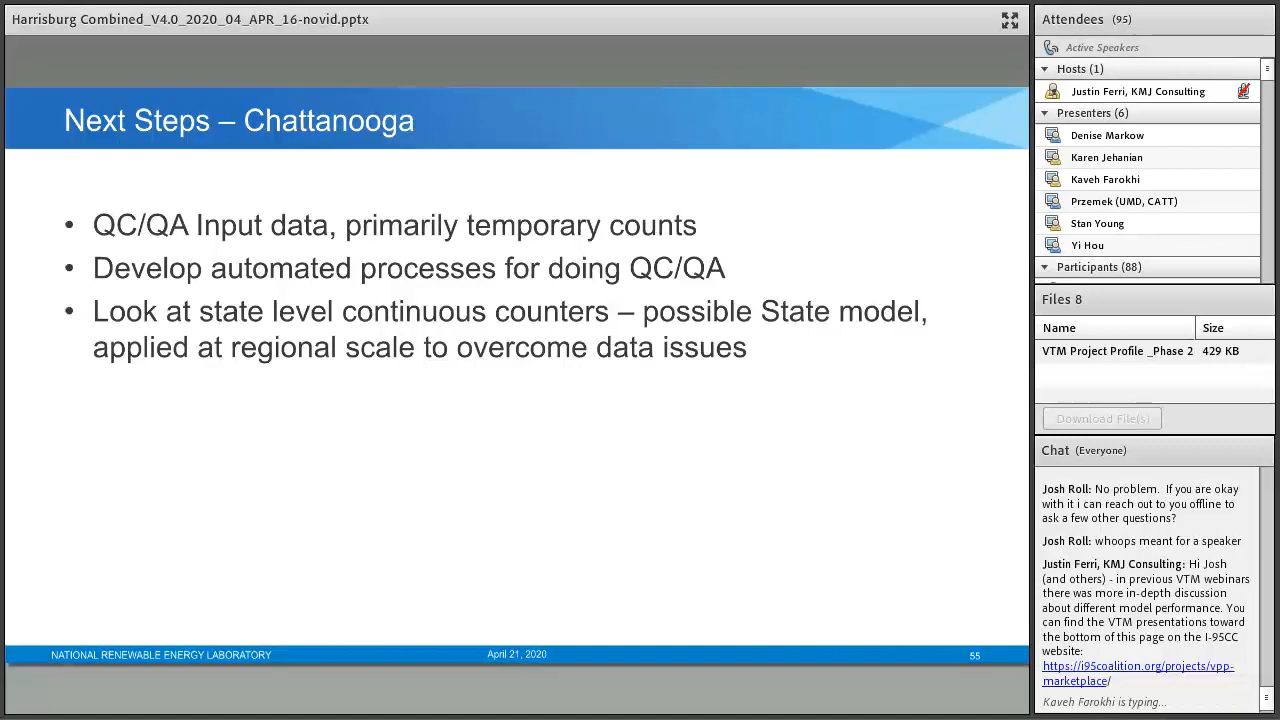 Harrisburg Combined_V4.0_2020_04_APR_16-novid.pptx
Next Steps – Chattanooga
• QC/QA Input data, primarily temporary counts
• Develop automated processes for doing QC/QA
• Look at state level continuous counters – possible State model,
applied at regional scale to overcome data issues
NATIONAL RENEWABLE ENERGY LABORATORY
April 21, 2020
55
Attendees (95)
Active Speakers
Hosts (1)
Justin Ferri, KMJ Consulting
Presenters (6)
Denise Markow
Karen Jehanian
Kaveh Farokhi
Przemek (UMD, CATT)
Stan Young
Yi Hou
Participants (88)
Files 8
Name Size
VTM Project Profile _Phase 2 429 KB
Download File(s)
Chat (Everyone)
Josh Roll: No problem. If you are okay
with it i can reach out to you offline to
ask a few other questions?
Josh Roll: whoops meant for a speaker
Justin Ferri, KMJ Consulting: Hi Josh
(and others) - in previous VTM webinars
there was more in-depth discussion
about different model performance. You
can find the VTM presentations toward
the bottom of this page on the I-95CC
website:
https://i95coalition.org/projects/vpp-
marketplace/
Kaveh Farokhi is typing...